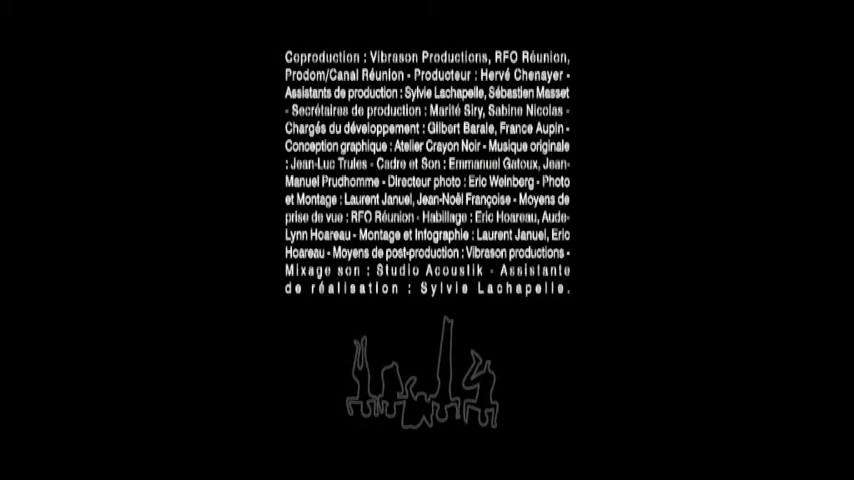 Coproduction : Vibrason Productions, RFO Réunion,
Prodom/Canal Réunion - Producteur : Hervé Chenayer -
Assistants de production : Sylvie Lachapelle, Sébastien Masset
- Secrétaires de production : Marité Siry, Sabine Nicolas -
Chargés du développement : Gilbert Barale, France Aupin -
Conception graphique : Atelier Crayon Noir - Musique originale
: Jean-Luc Trules - Cadre et Son : Emmanuel Gatoux, Jean-
Manuel Prudhomme - Directeur photo : Eric Weinberg - Photo
et Montage : Laurent Januel, Jean-Noël Françoise - Moyens de
prise de vue : RFO Réunion - Habillage : Eric Hoareau, Aude-
Lynn Hoareau - Montage et Infographie : Laurent Januel, Eric
Hoareau - Moyens de post-production : Vibrason productions -
Mixage son : Studio Acoustik - Assistante
de réalisation : Sylvie Lachapelle.